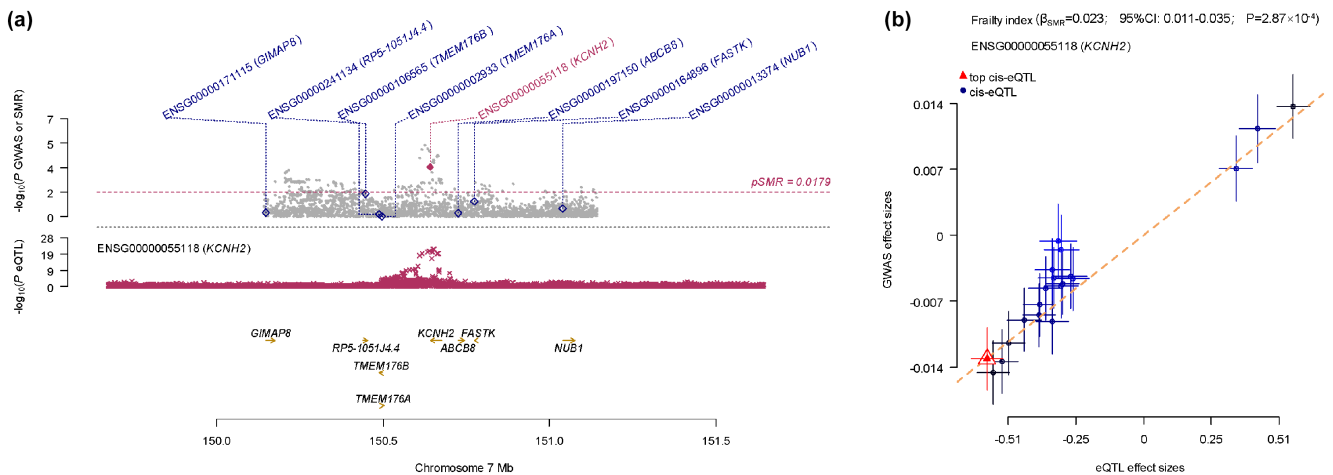 (a)
ENSG00000171115 (GIMAP8)
ENSG00000241134 (RP5-1051J4.4)
ENSG00000106565 (TMEM176B)
ENSG00000002933 (TMEM176A)
ENSG00000055118 (KCNH2)
ENSG00000197150 (ABCB8)
ENSG00000164896 (FASTK)
ENSG00000013374 (NUB1)
-log10(P GWAS or SMR)
7
5
4
2
1
0
pSMR = 0.0179
ENSG00000055118 (KCNH2)
-log10(P eQTL)
28
19
9
0
GIMAP8
KCNH2 FASTK
RP5-1051J4.4
ABCB8
NUB1
TMEM176B
TMEM176A
150.0
150.5
151.0
151.5
Chromosome 7 Mb
(b)
Frailty index (βSMR=0.023; 95%CI: 0.011-0.035; P=2.87×10-4)
ENSG00000055118 (KCNH2)
top cis-eQTL
cis-eQTL
GWAS effect sizes
0.014
0.007
0
-0.007
-0.014
-0.51
-0.25
0
0.25
0.51
eQTL effect sizes